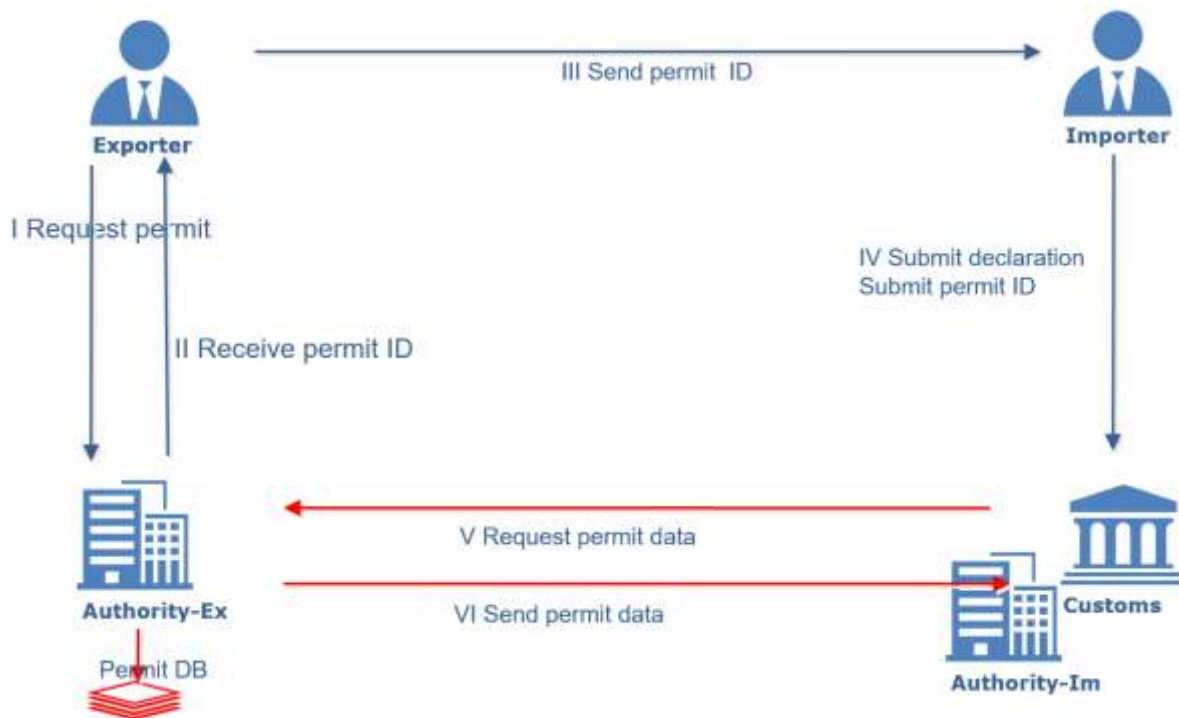 III Send permit ID
Exporter
Importer
I Request permit
IV Submit declaration
Submit permit ID
II Receive permit ID
V Request permit data
Authority-Ex
VI Send permit data
Customs
Permit DB
Authority-Im